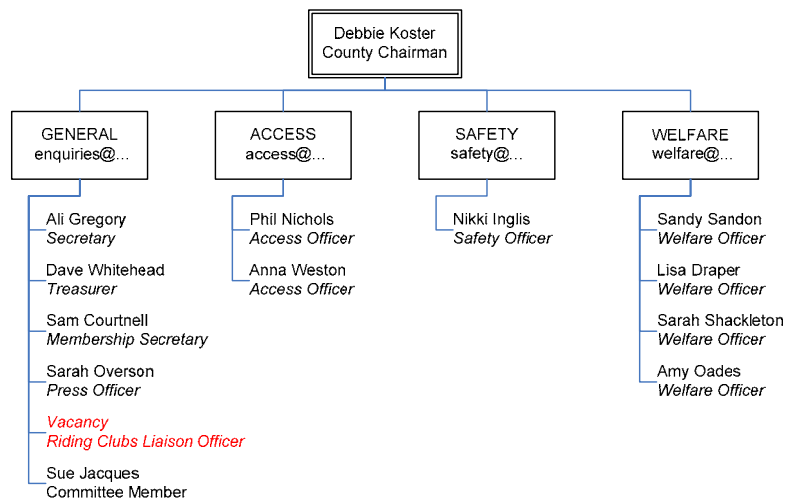 Debbie Koster
County Chairman
GENERAL
enquiries@...
ACCESS
access@...
SAFETY
safety@...
WELFARE
welfare@...
Ali Gregory
Secretary
Dave Whitehead
Treasurer
Sam Courtnell
Membership Secretary
Sarah Overson
Press Officer
Vacancy
Riding Clubs Liaison Officer
Sue Jacques
Committee Member
Phil Nichols
Access Officer
Anna Weston
Access Officer
Nikki Inglis
Safety Officer
Sandy Sandon
Welfare Officer
Lisa Draper
Welfare Officer
Sarah Shackleton
Welfare Officer
Amy Oades
Welfare Officer